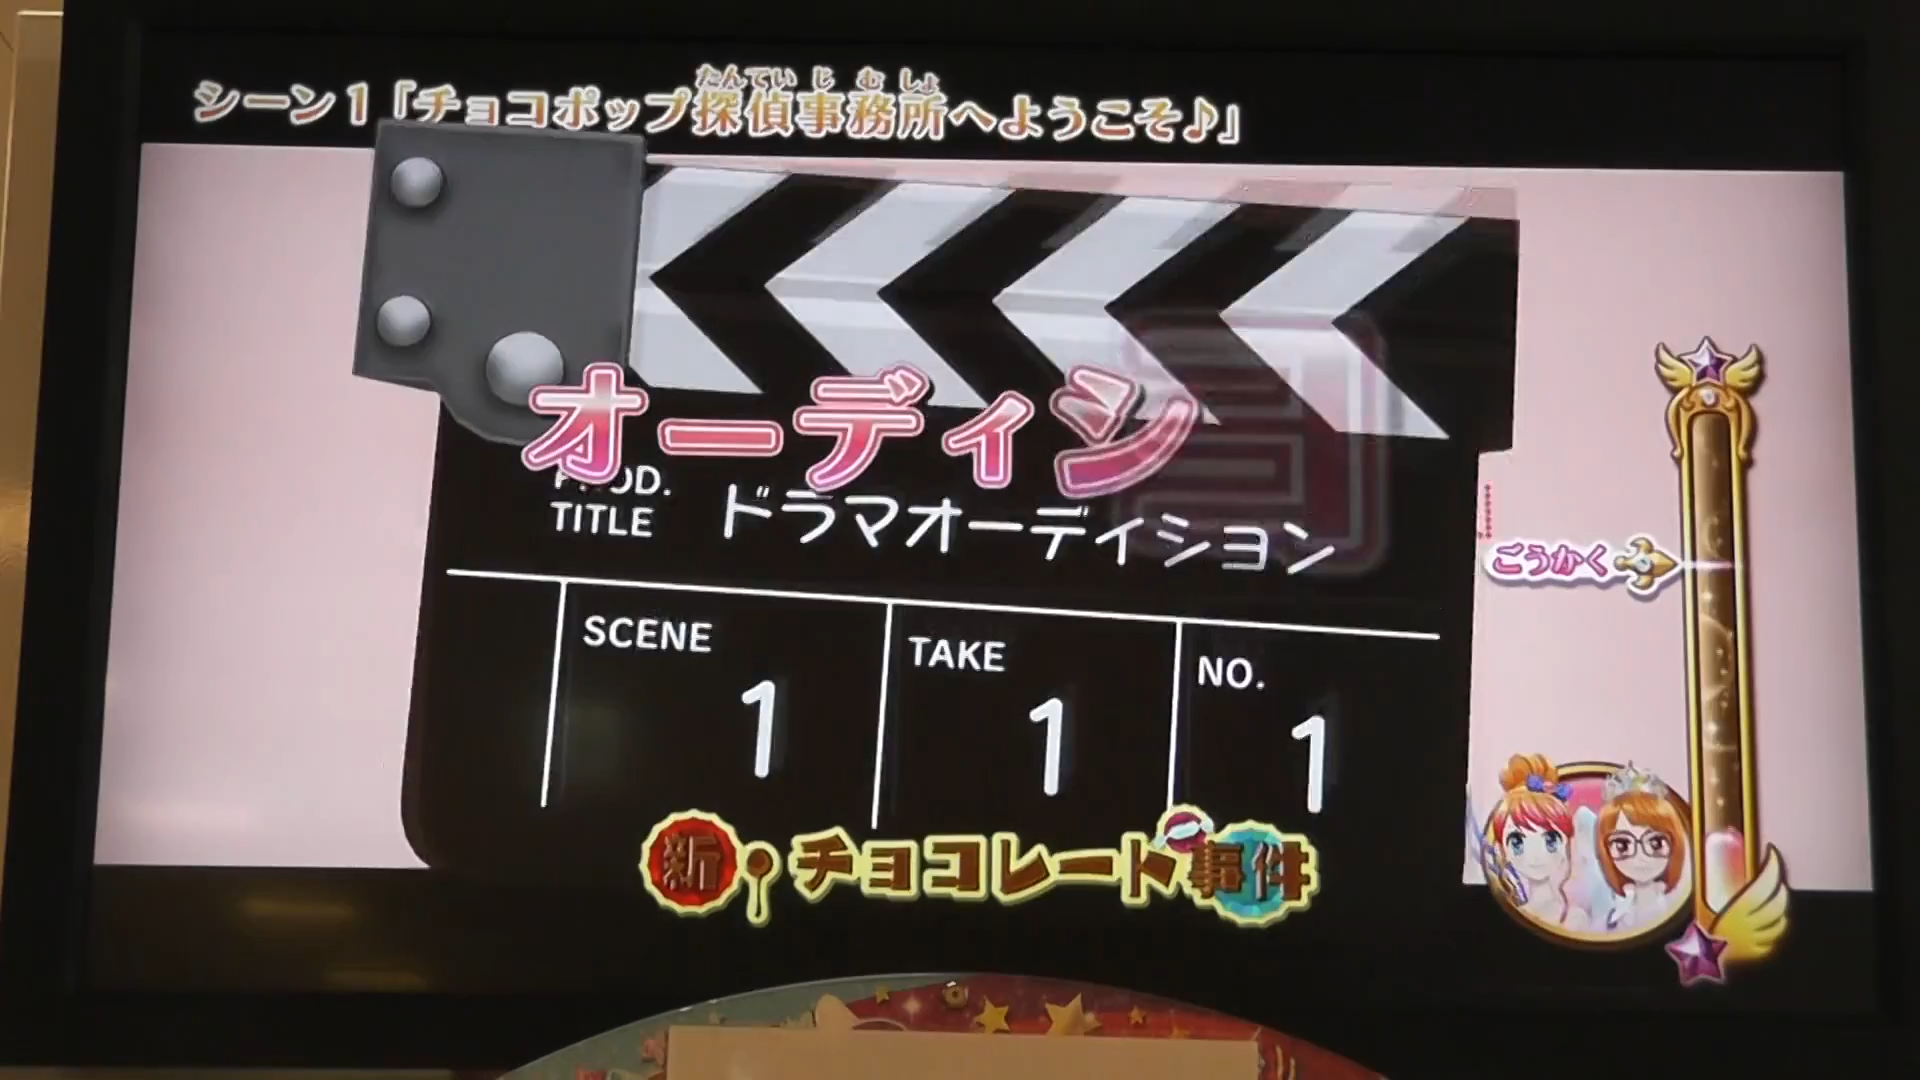 たんていじむしょ
シーン1「チョコポップ探偵事務所へようこそ♪」
オーディシ
PROD.
TITLE ドラマオーディション
ごうかく
SCENE TAKE NO.
1 1 1
新・チョコレート事件